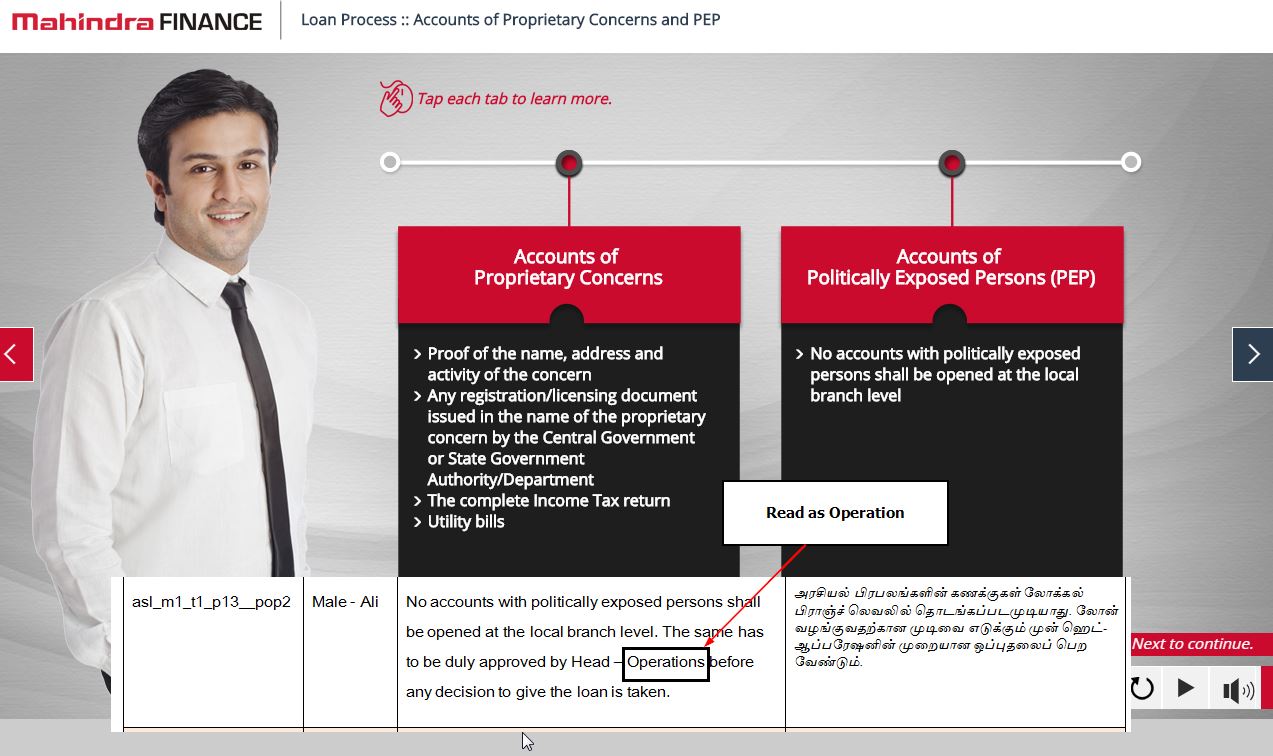 Mahindra FINANCE
Loan Process :: Accounts of Proprietary Concerns and PEP
Tap each tab to learn more.
Accounts of
Proprietary Concerns
Proof of the name, address and
activity of the concern
Any registration/licensing document
issued in the name of the proprietary
concern by the Central Government
or State Government
Authority/Department
The complete Income Tax return
Utility bills
Accounts of
Politically Exposed Persons (PEP)
No accounts with politically exposed
persons shall be opened at the local
branch level
Read as Operation
asl_m1_t1_p13__pop2
Male - Ali
No accounts with politically exposed persons shall
be opened at the local branch level. The same has
to be duly approved by Head – Operations before
any decision to give the loan is taken.
அரசியல் பிரபலங்களின் கணக்குகள் லோக்கல்
பிராஞ்ச் லெவலில் தொடங்கப்படமுடியாது. லோன்
வழங்குவதற்கான முடிவை எடுக்கும் முன் ஹெட்-
ஆப்பரேஷனின் முறையான ஒப்புதலைப் பெற
வேண்டும்.
Next to continue.